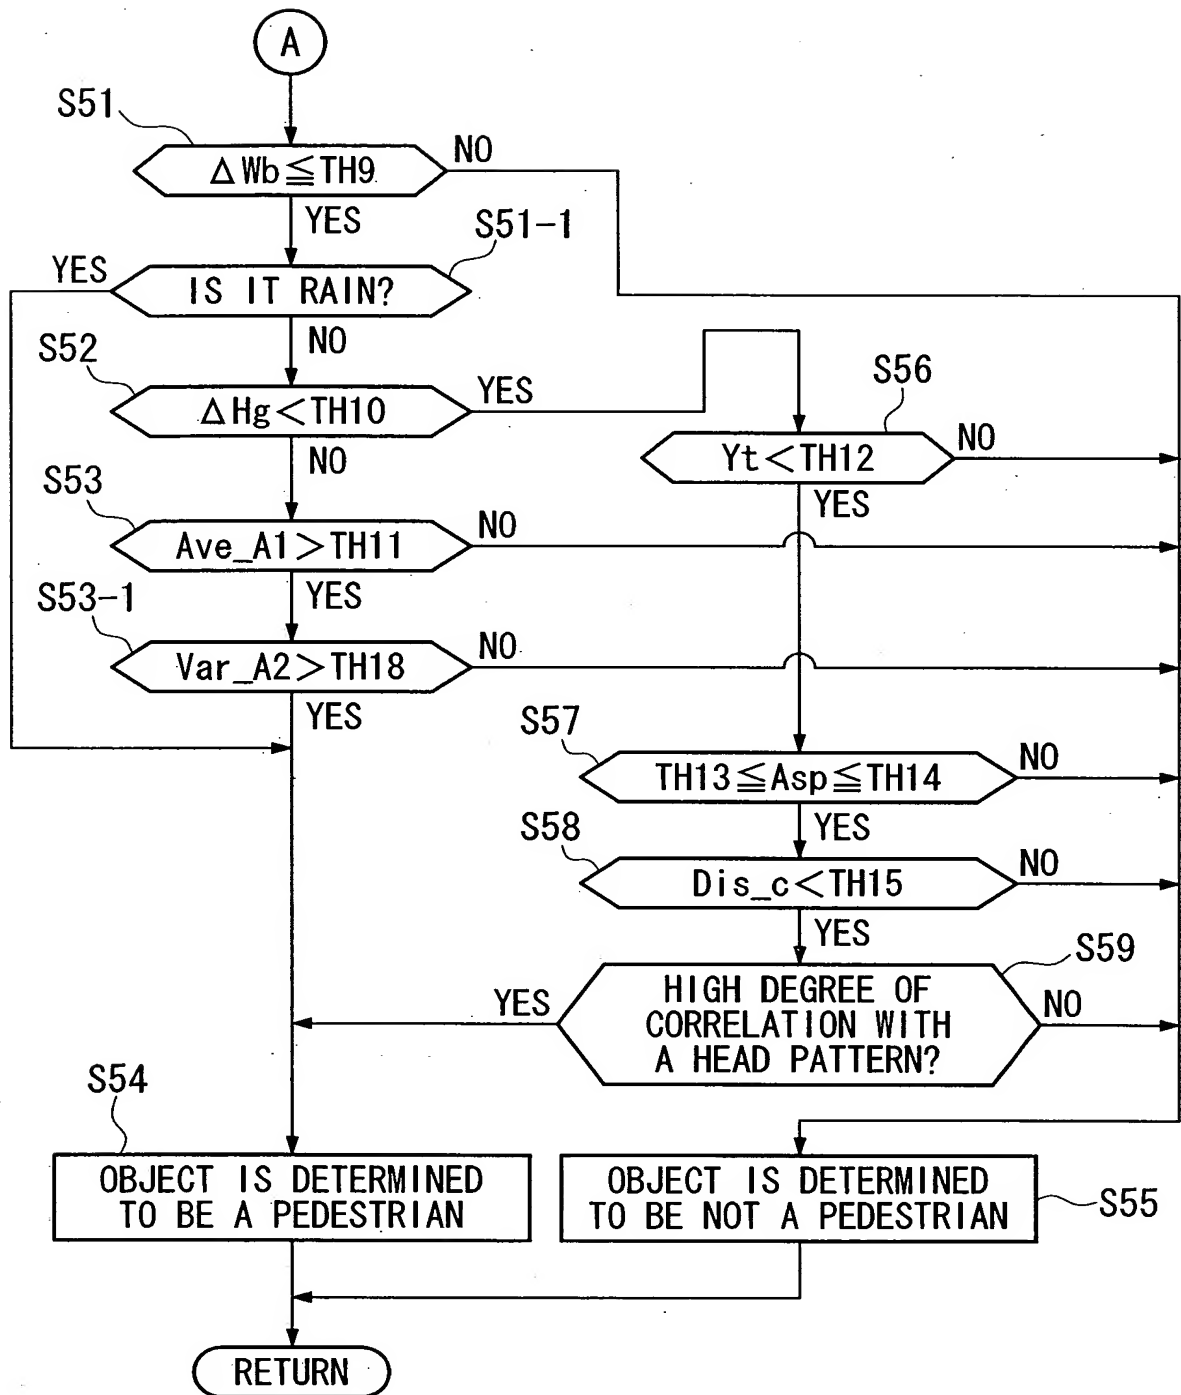 A
S51
△Wb≦TH9
NO
YES
S51-1
YES
IS IT RAIN?
NO
S52
△Hg<TH10
YES
NO
S56
Yt<TH12
NO
YES
S53
Ave_A1>TH11
NO
YES
S53-1
Var_A2>TH18
NO
YES
S57
TH13≦Asp≦TH14
NO
YES
S58
Dis_c<TH15
NO
YES
S59
HIGH DEGREE OF
CORRELATION WITH
A HEAD PATTERN?
YES
NO
S54
OBJECT IS DETERMINED
TO BE A PEDESTRIAN
OBJECT IS DETERMINED
TO BE NOT A PEDESTRIAN
S55
RETURN